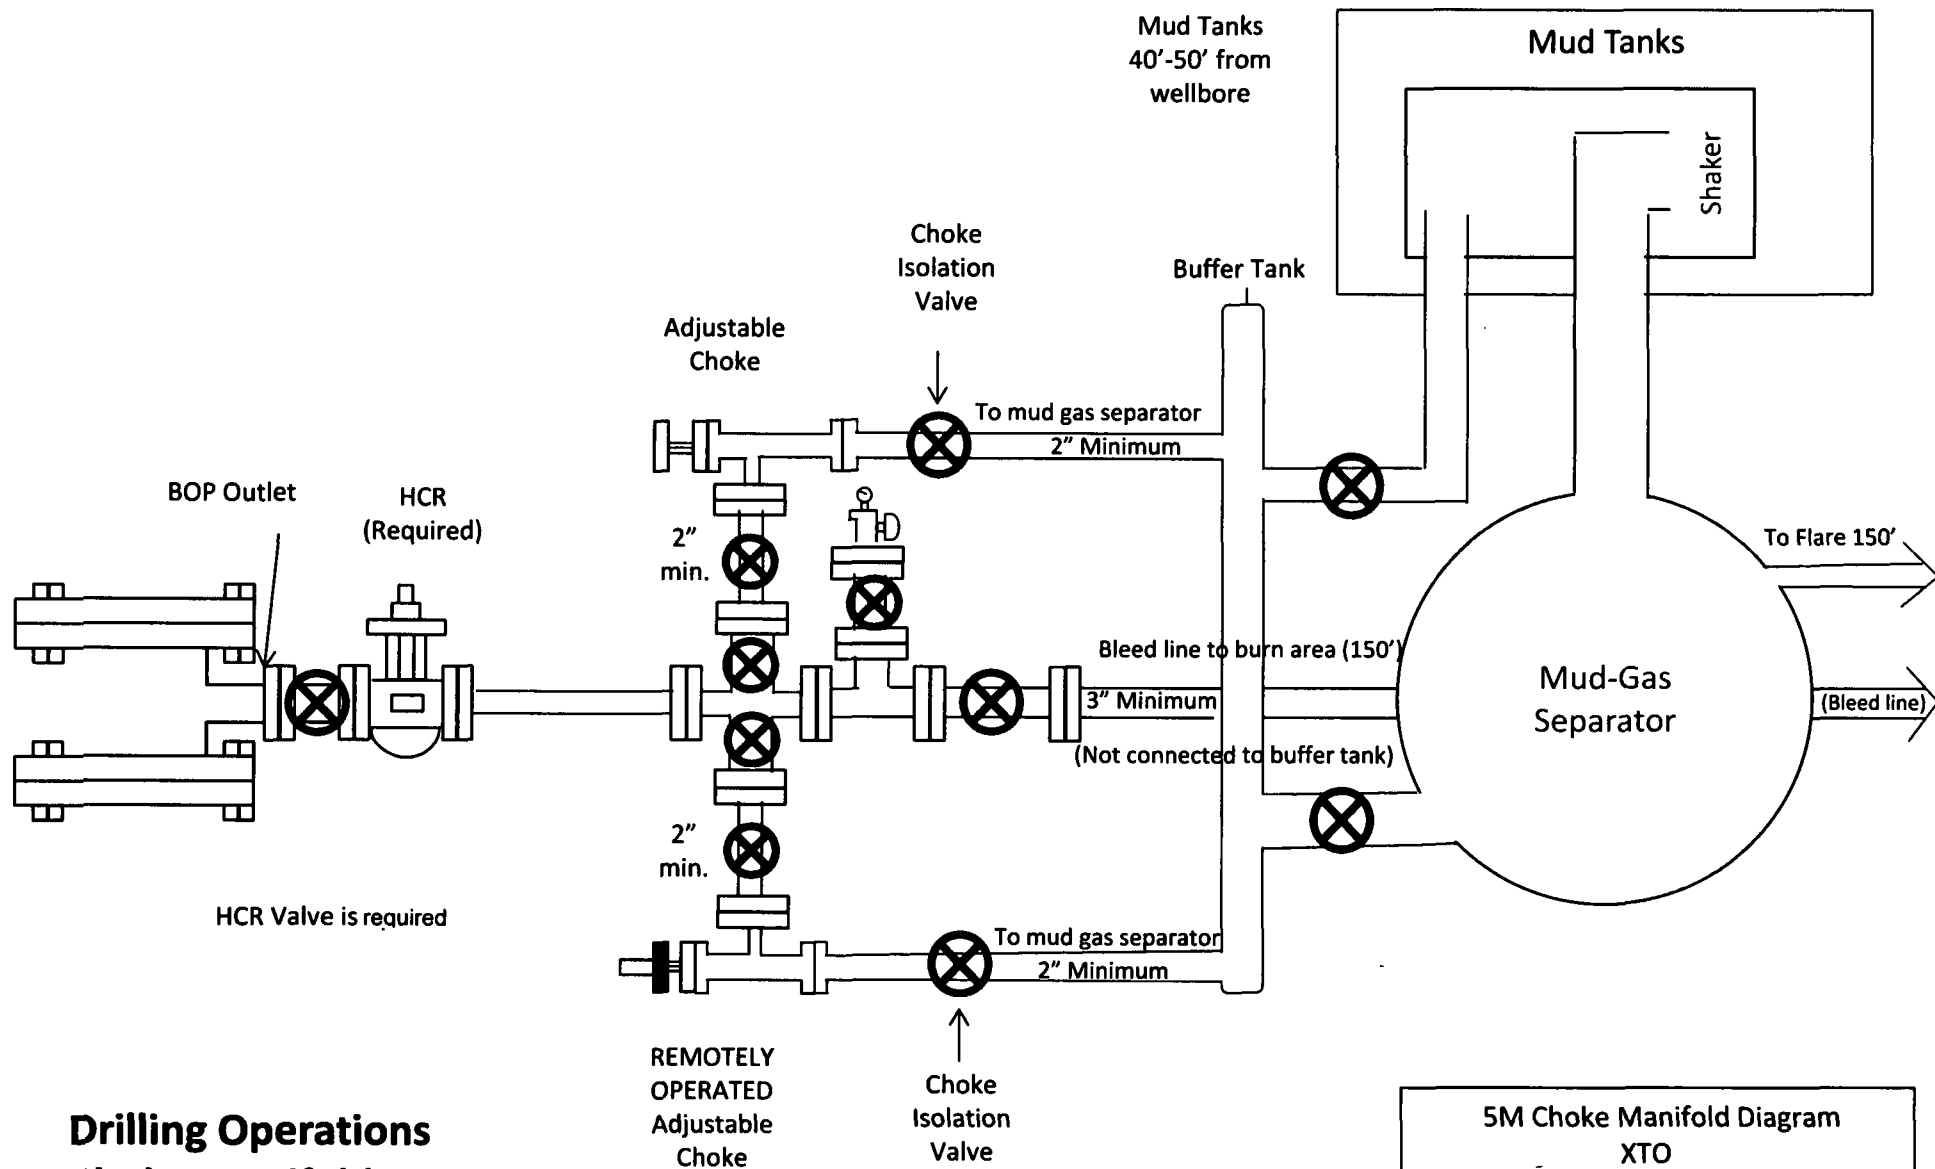 Mud Tanks
40’-50’ from
wellbore
Mud Tanks
Shaker
Choke
Isolation
Valve
Buffer Tank
Adjustable
Choke
To mud gas separator
2” Minimum
BOP Outlet
HCR
(Required)
2”
min.
To Flare 150’
Bleed line to burn area (150’)
3” Minimum
(Not connected to buffer tank)
Mud-Gas
Separator
(Bleed line)
2”
min.
HCR Valve is required
To mud gas separator
2” Minimum
REMOTELY
OPERATED
Adjustable
Choke
Choke
Isolation
Valve
Drilling Operations
5M Choke Manifold Diagram
XTO